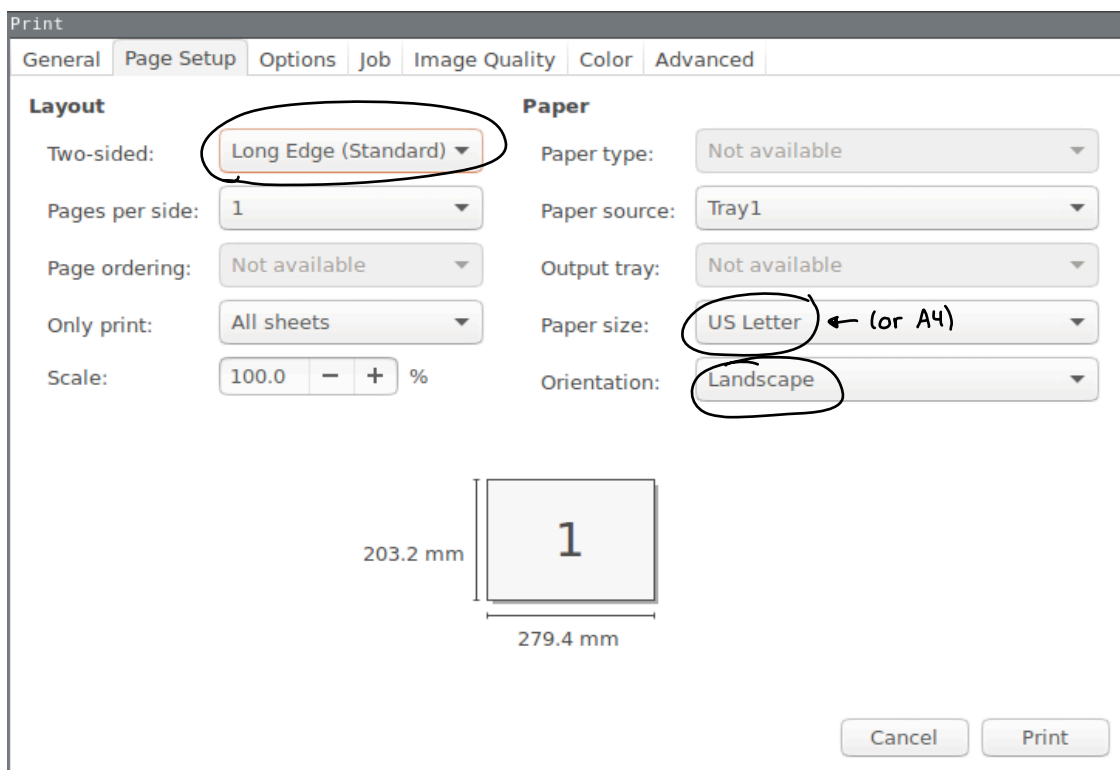 Print
General Page Setup Options Job Image Quality Color Advanced
Layout
Two-sided: Long Edge (Standard)
Pages per side: 1
Page ordering: Not available
Only print: All sheets
Scale: 100.0 − + %
Paper
Paper type: Not available
Paper source: Tray1
Output tray: Not available
Paper size: US Letter ← (or A4)
Orientation: Landscape
1
203.2 mm
279.4 mm
Cancel Print